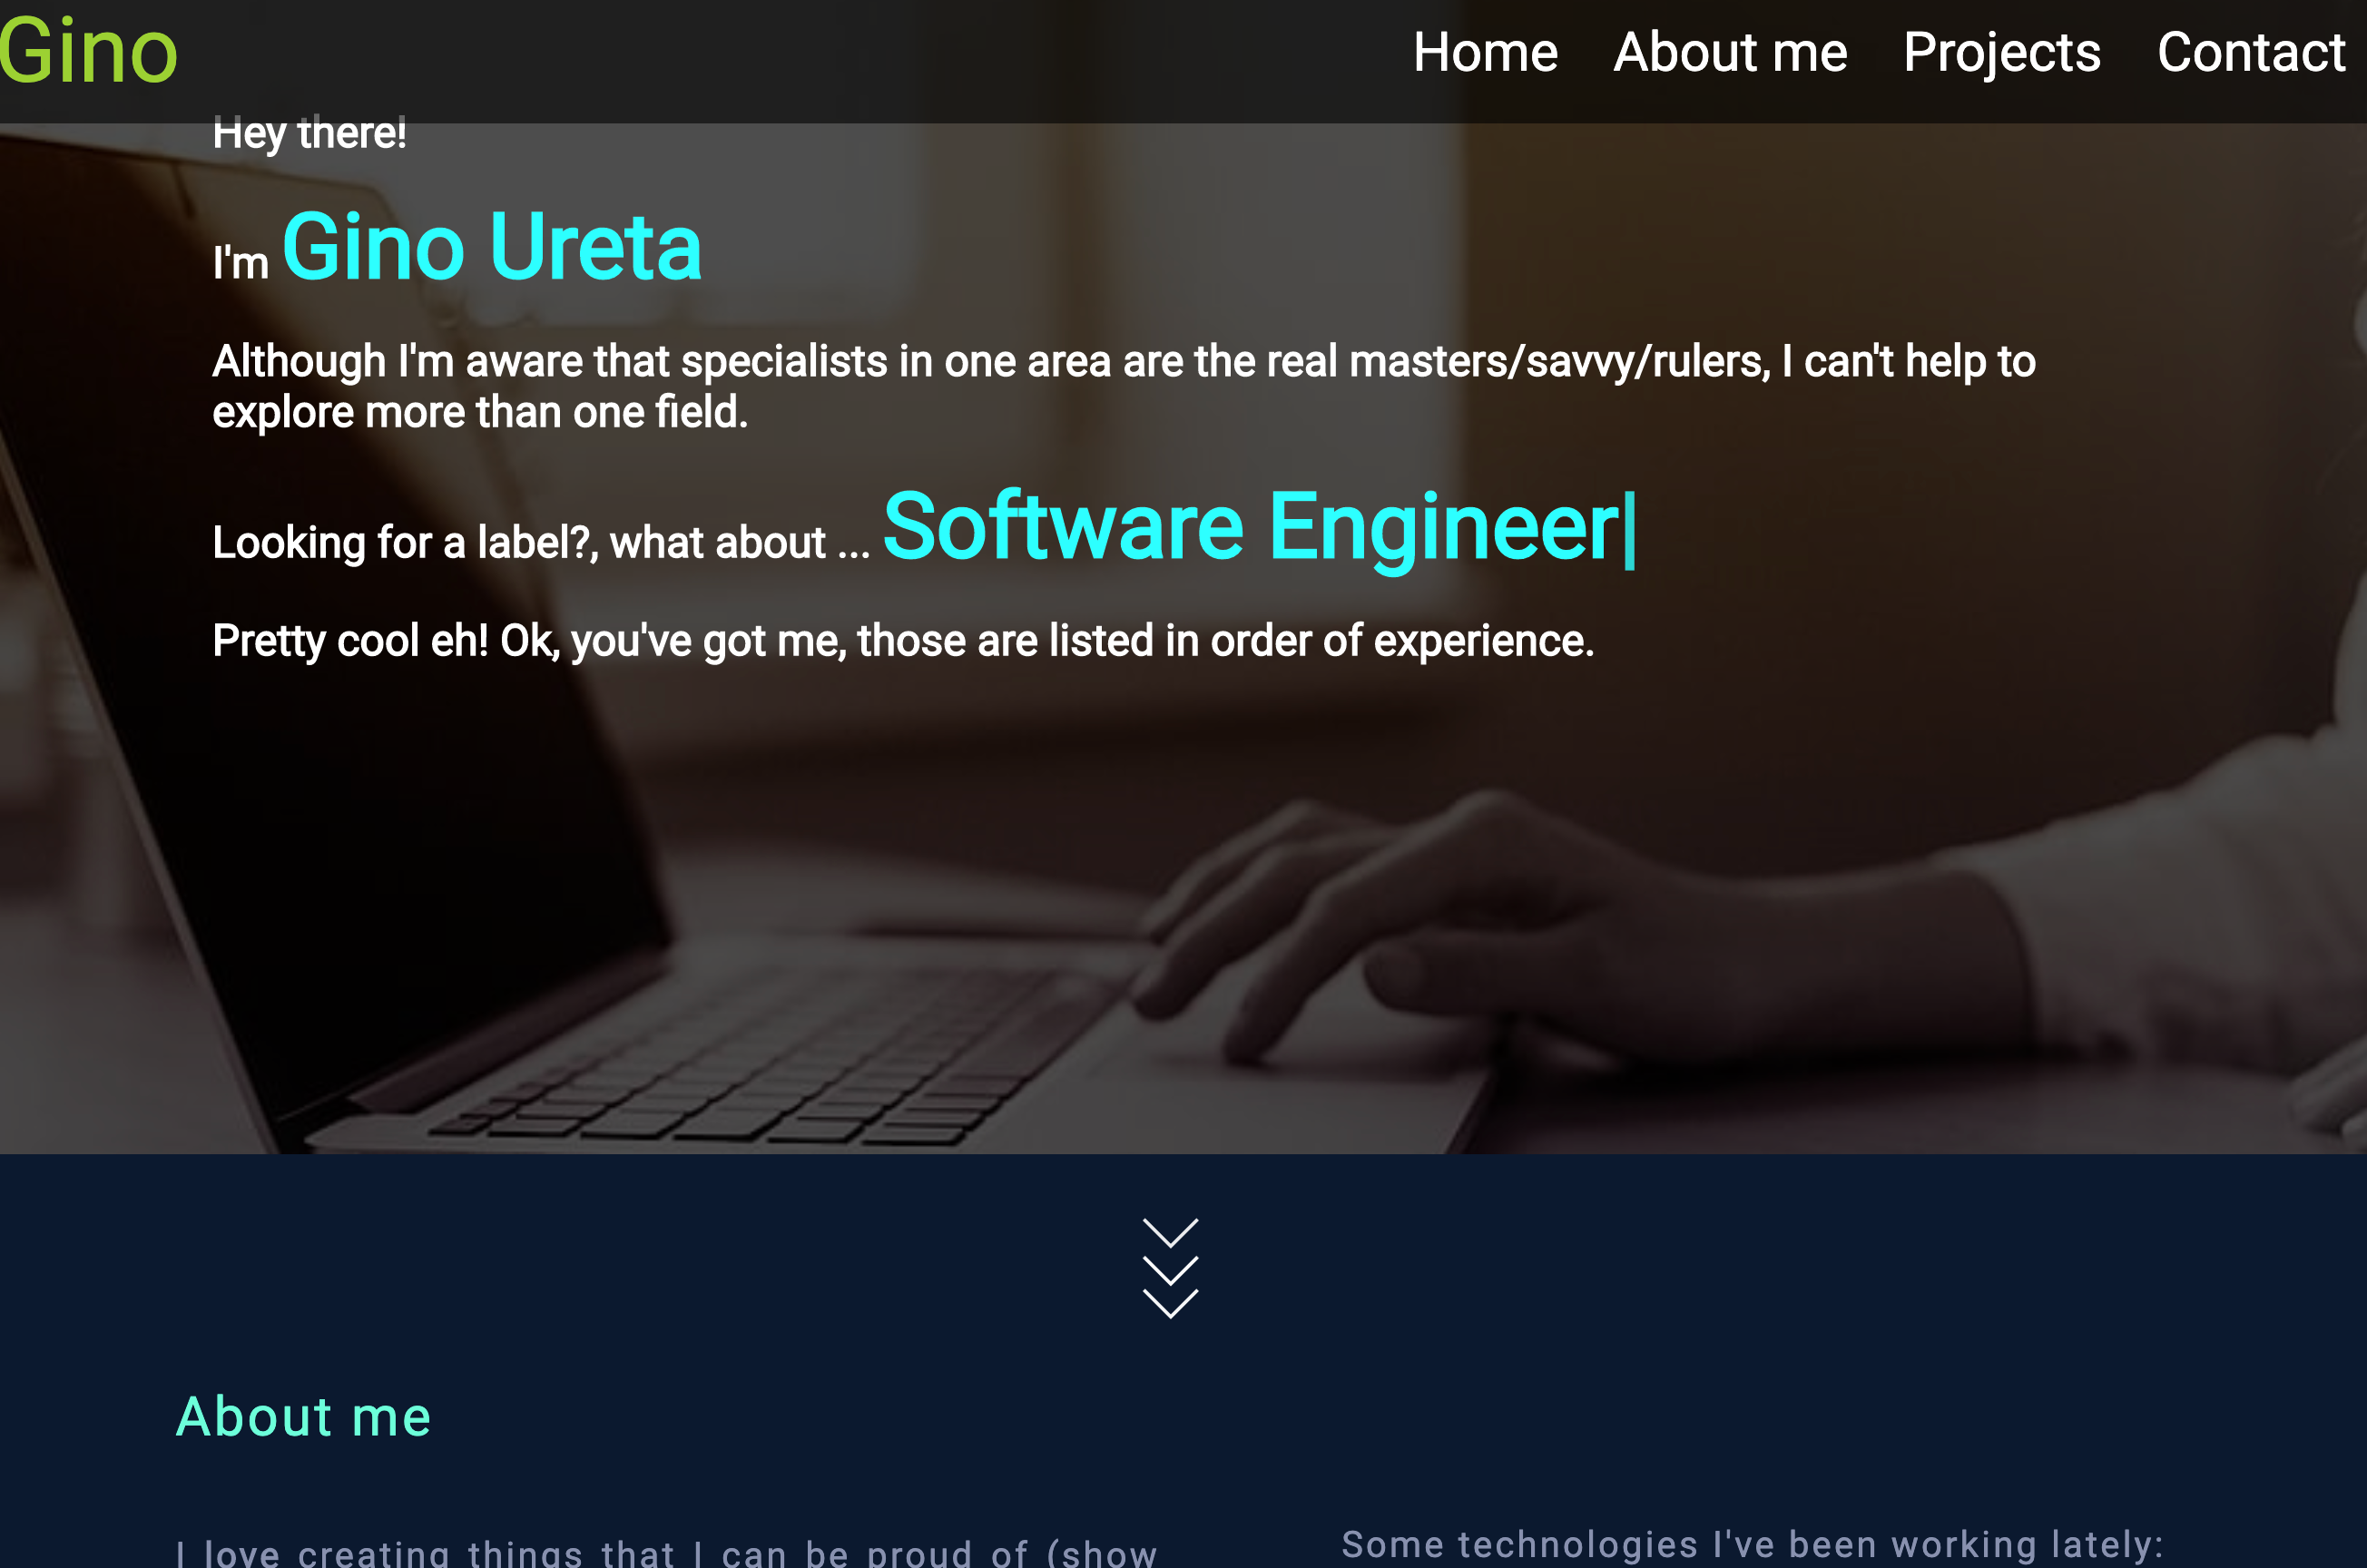 Gino
Home About me Projects Contact
Hey there!
I'm Gino Ureta
Although I'm aware that specialists in one area are the real masters/savvy/rulers, I can't help to
explore more than one field.
Looking for a label?, what about ... Software Engineer|
Pretty cool eh! Ok, you've got me, those are listed in order of experience.
About me
I love creating things that I can be proud of (show
Some technologies I've been working lately: